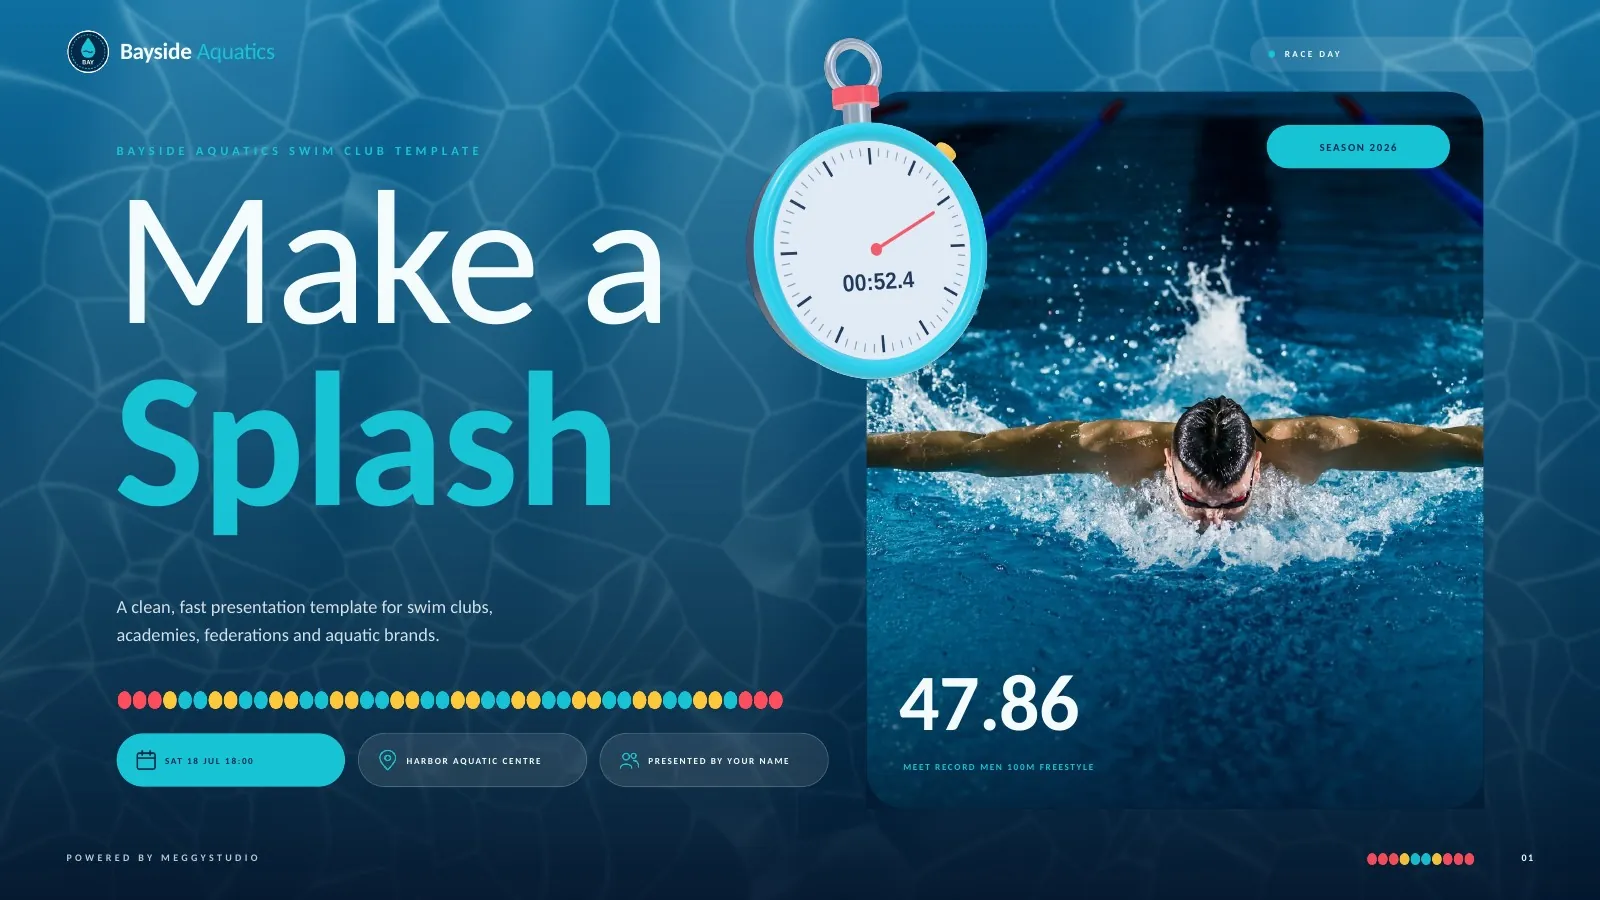 BAY
Bayside Aquatics
RACE DAY
BAYSIDE AQUATICS SWIM CLUB TEMPLATE
Make a
Splash
SEASON 2026
00:52.4
A clean, fast presentation template for swim clubs,
academies, federations and aquatic brands.
SAT 18 JUL 18:00
HARBOR AQUATIC CENTRE
PRESENTED BY YOUR NAME
47.86
MEET RECORD MEN 100M FREESTYLE
POWERED BY MEGGYSTUDIO
01